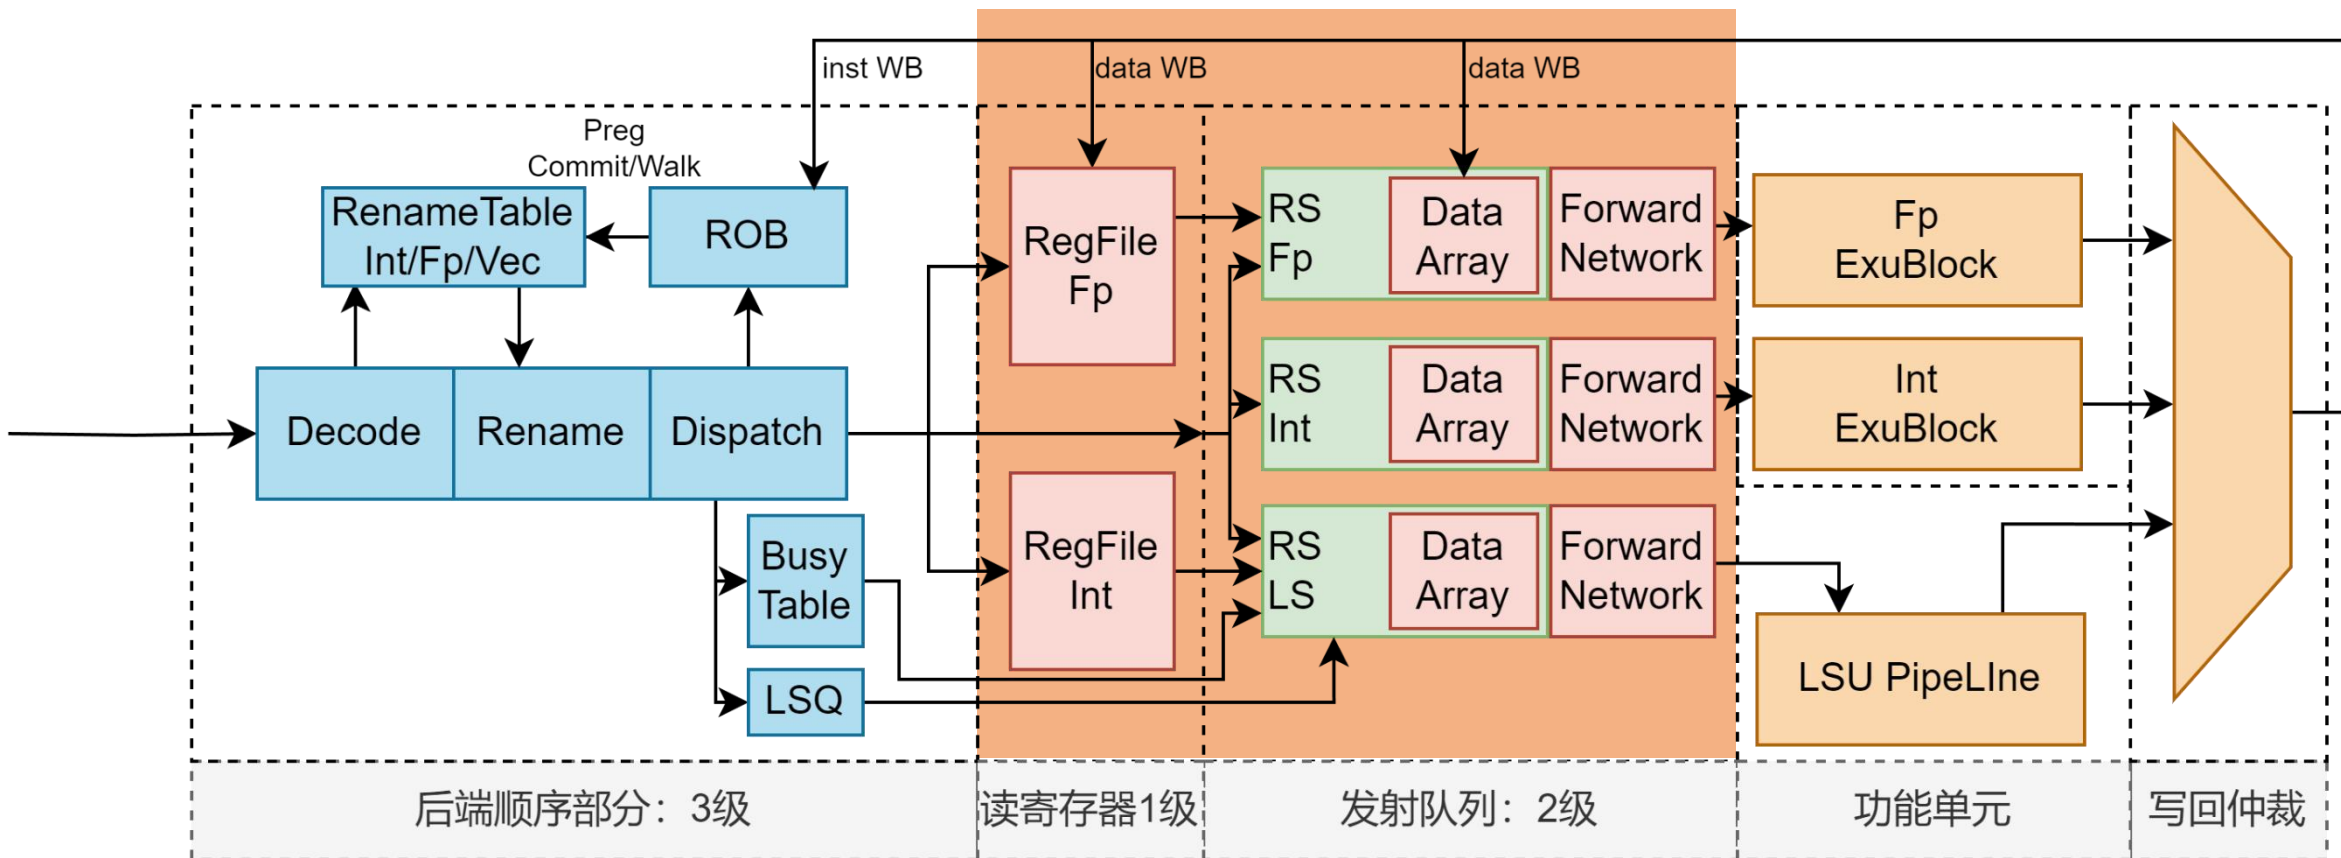 inst WB
data WB
data WB
Preg
Commit/Walk
RenameTable
Int/Fp/Vec
ROB
Decode
Rename
Dispatch
Busy
Table
LSQ
RegFile
Fp
RegFile
Int
RS
Fp
Data
Array
Forward
Network
RS
Int
Data
Array
Forward
Network
RS
LS
Data
Array
Forward
Network
Fp
ExuBlock
Int
ExuBlock
LSU PipeLIne
后端顺序部分：3级
读寄存器1级
发射队列：2级
功能单元
写回仲裁